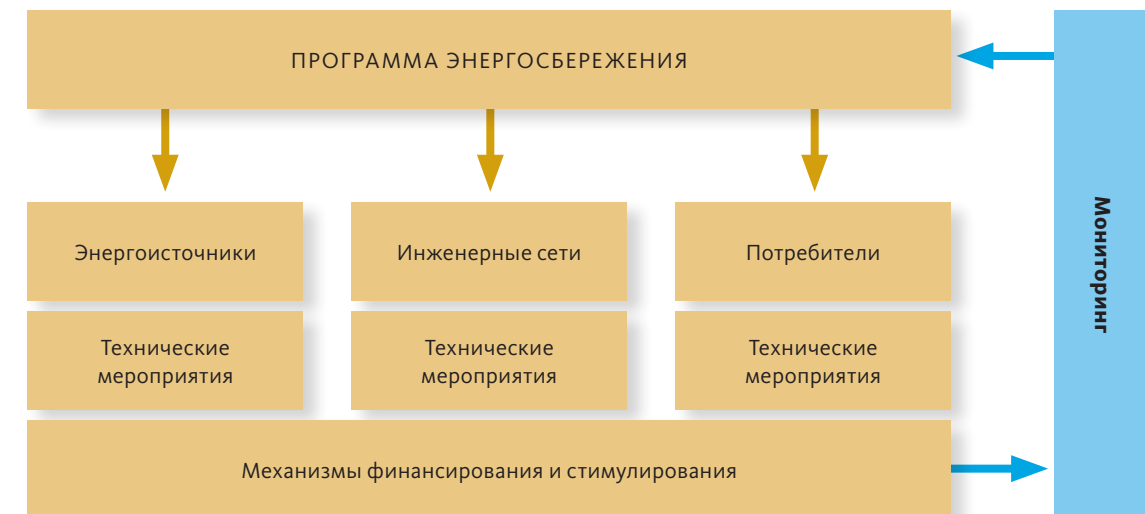 ПРОГРАММА ЭНЕРГОСБЕРЕЖЕНИЯ
Энергоисточники
Инженерные сети
Потребители
Технические
мероприятия
Технические
мероприятия
Технические
мероприятия
Механизмы финансирования и стимулирования
Мониторинг